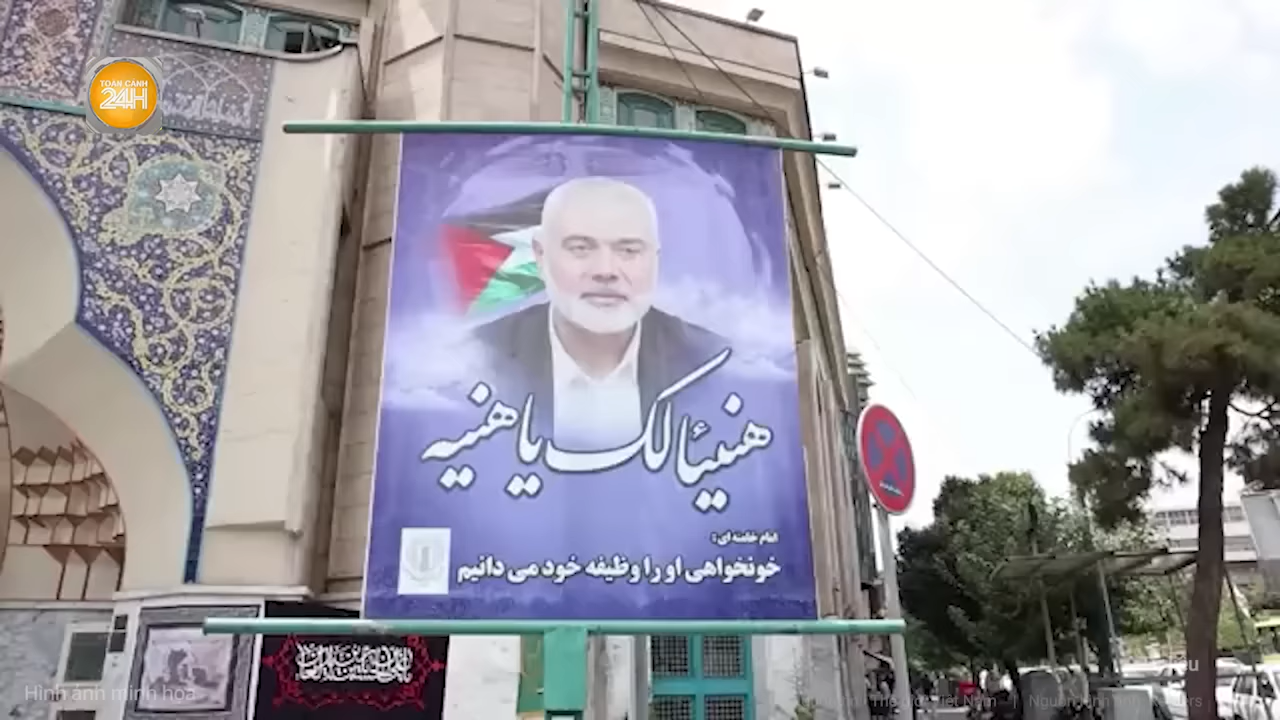 TOÀN CẢNH
24H
هنیئا لک یا هنیه
امام خامنه ای:
خونخواهی او را وظیفه خود می دانیم
Hình ảnh minh họa